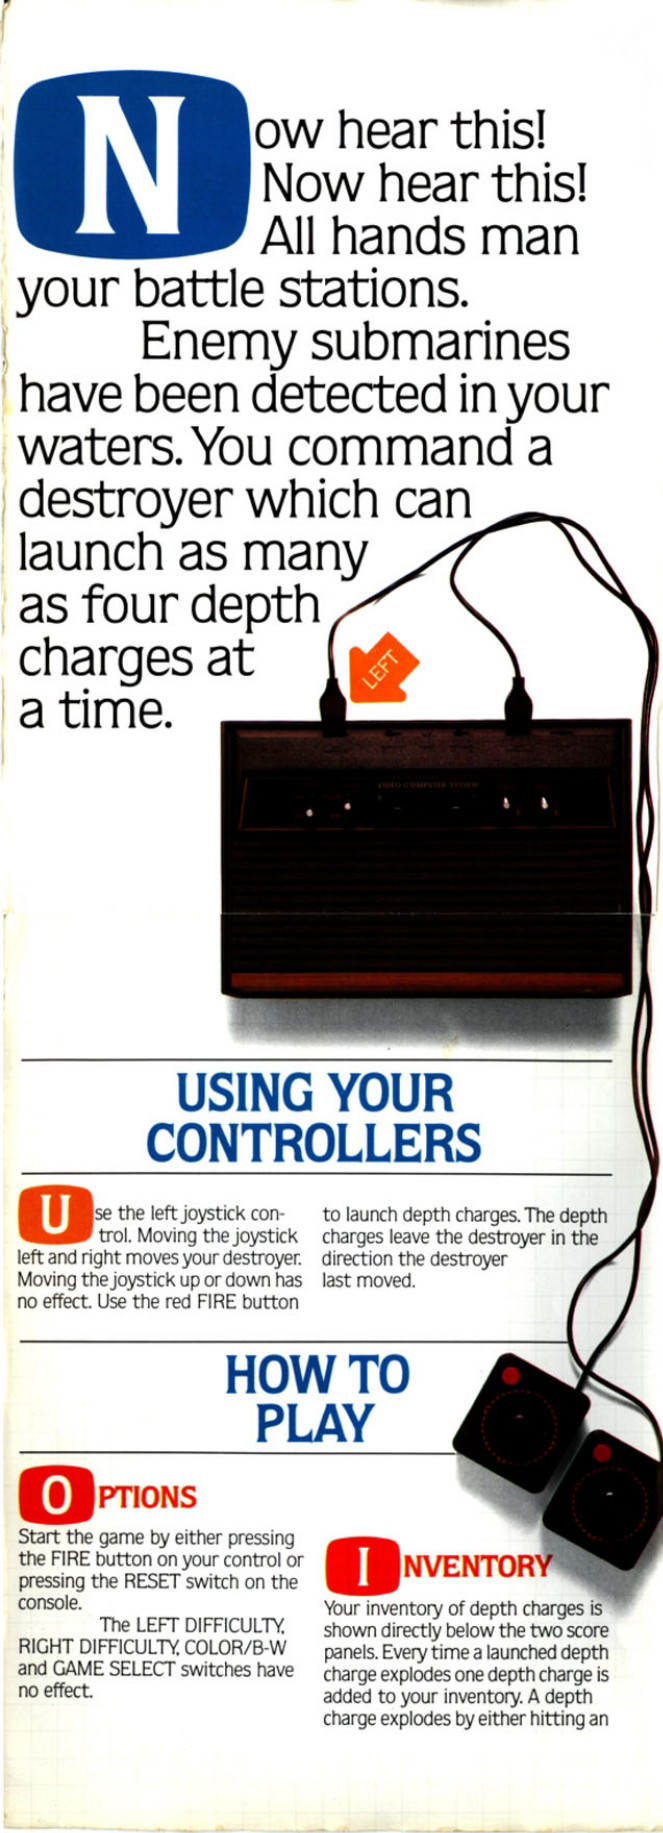 Now hear this!
Now hear this!
All hands man
your battle stations.
Enemy submarines
have been detected in your
waters. You command a
destroyer which can
launch as many
as four depth
charges at
a time.
LEFT
VIDEO COMPUTER SYSTEM
USING YOUR
CONTROLLERS
Use the left joystick con-
trol. Moving the joystick
left and right moves your destroyer.
Moving the joystick up or down has
no effect. Use the red FIRE button
to launch depth charges. The depth
charges leave the destroyer in the
direction the destroyer
last moved.
HOW TO
PLAY
OPTIONS
Start the game by either pressing
the FIRE button on your control or
pressing the RESET switch on the
console.
The LEFT DIFFICULTY,
RIGHT DIFFICULTY, COLOR/B-W
and GAME SELECT switches have
no effect.
INVENTORY
Your inventory of depth charges is
shown directly below the two score
panels. Every time a launched depth
charge explodes one depth charge is
added to your inventory. A depth
charge explodes by either hitting an